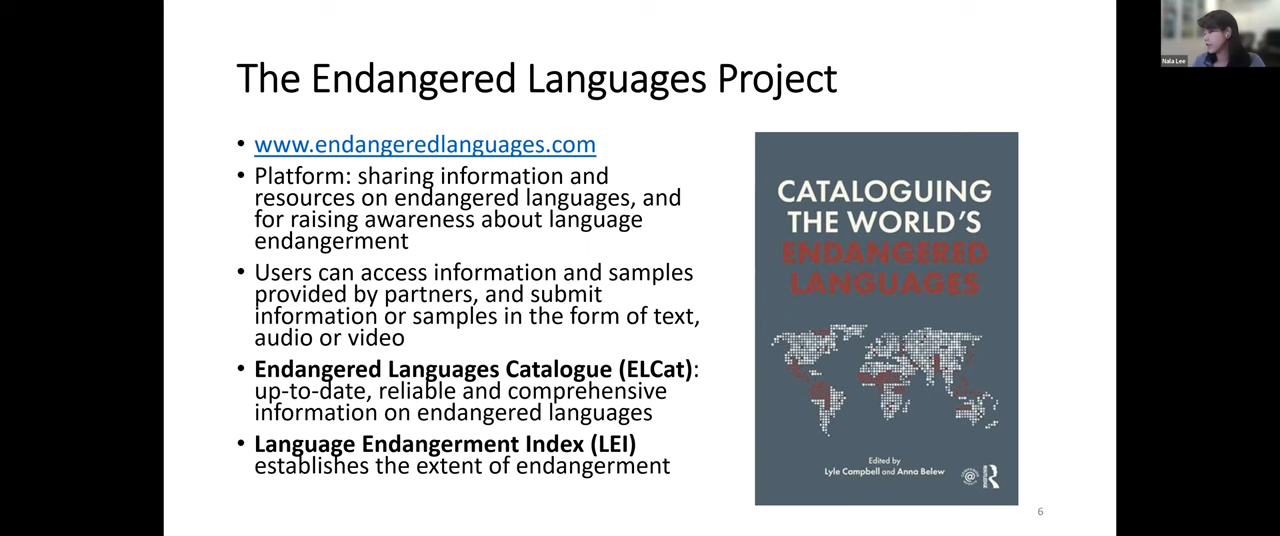 Nala Lee
The Endangered Languages Project
• www.endangeredlanguages.com
• Platform: sharing information and
resources on endangered languages, and
for raising awareness about language
endangerment
• Users can access information and samples
provided by partners, and submit
information or samples in the form of text,
audio or video
• Endangered Languages Catalogue (ELCat):
up-to-date, reliable and comprehensive
information on endangered languages
• Language Endangerment Index (LEI)
establishes the extent of endangerment
CATALOGUING
THE WORLD'S
ENDANGERED
LANGUAGES
Edited by
Lyle Campbell and Anna Belew
6